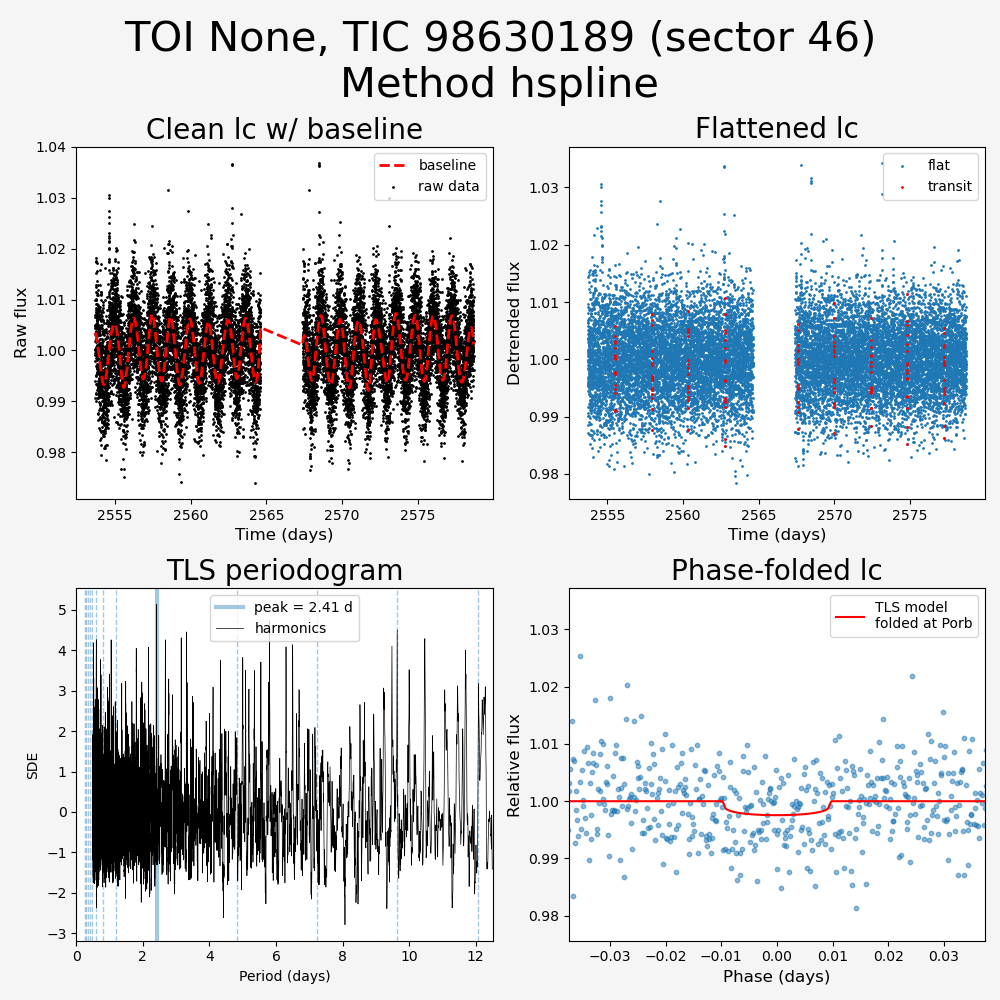 TOI None, TIC 98630189 (sector 46)
Method hspline
Clean lc w/ baseline
Flattened lc
1.04
1.03
1.02
1.01
1.00
0.99
0.98
Raw flux
baseline
raw data
2555
2560
2565
2570
2575
Time (days)
1.03
1.02
1.01
1.00
0.99
0.98
Detrended flux
flat
transit
2555
2560
2565
2570
2575
Time (days)
TLS periodogram
Phase-folded lc
5
4
3
2
1
0
−1
−2
−3
SDE
peak = 2.41 d
harmonics
0
2
4
6
8
10
12
Period (days)
1.03
1.02
1.01
1.00
0.99
0.98
Relative flux
TLS model
folded at Porb
−0.03
−0.02
−0.01
0.00
0.01
0.02
0.03
Phase (days)